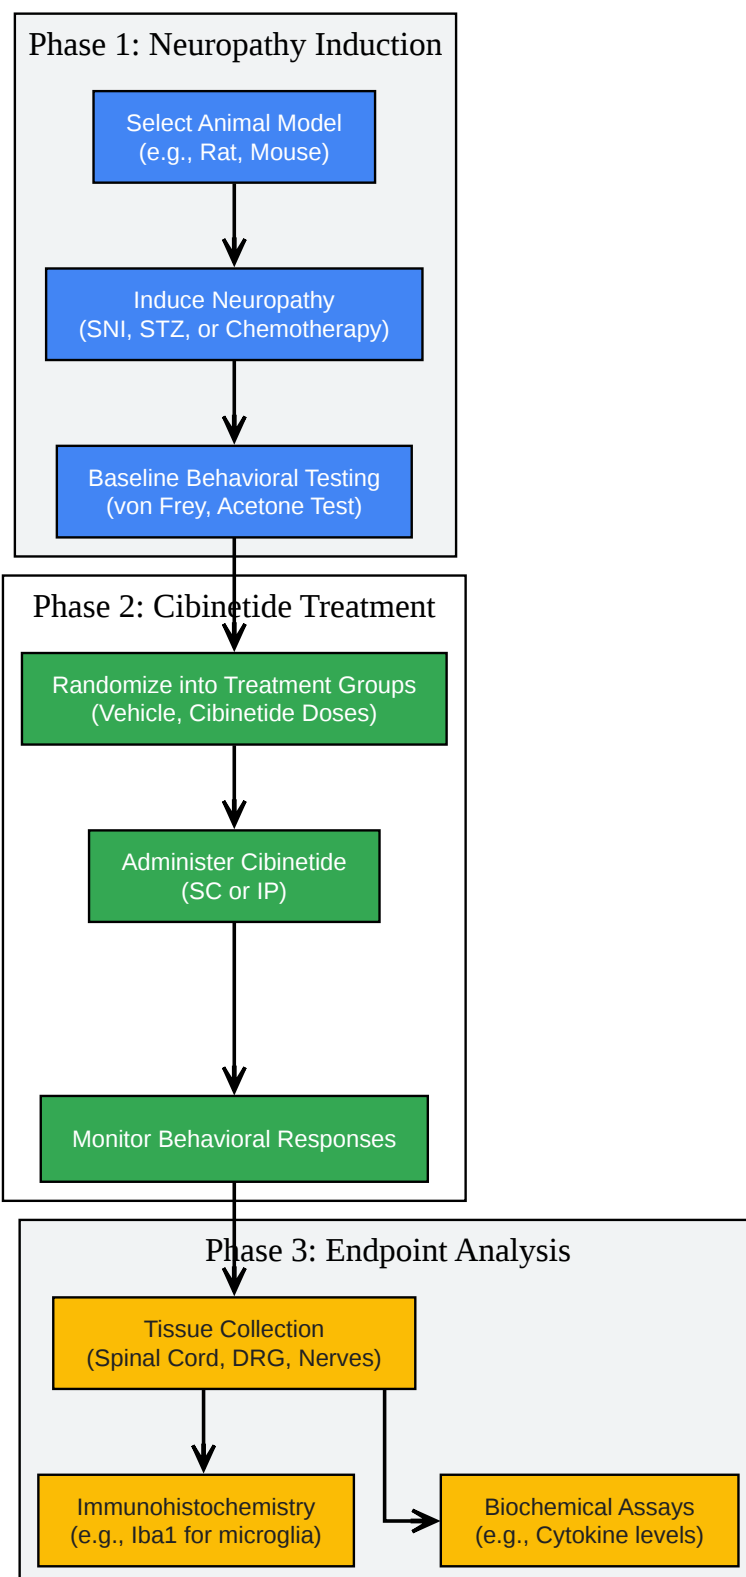 Phase 1: Neuropathy Induction
Select Animal Model
(e.g., Rat, Mouse)
Induce Neuropathy
(SNI, STZ, or Chemotherapy)
Baseline Behavioral Testing
(von Frey, Acetone Test)
Phase 2: Cibinetide Treatment
Randomize into Treatment Groups
(Vehicle, Cibinetide Doses)
Administer Cibinetide
(SC or IP)
Monitor Behavioral Responses
Phase 3: Endpoint Analysis
Tissue Collection
(Spinal Cord, DRG, Nerves)
Immunohistochemistry
(e.g., Iba1 for microglia)
Biochemical Assays
(e.g., Cytokine levels)